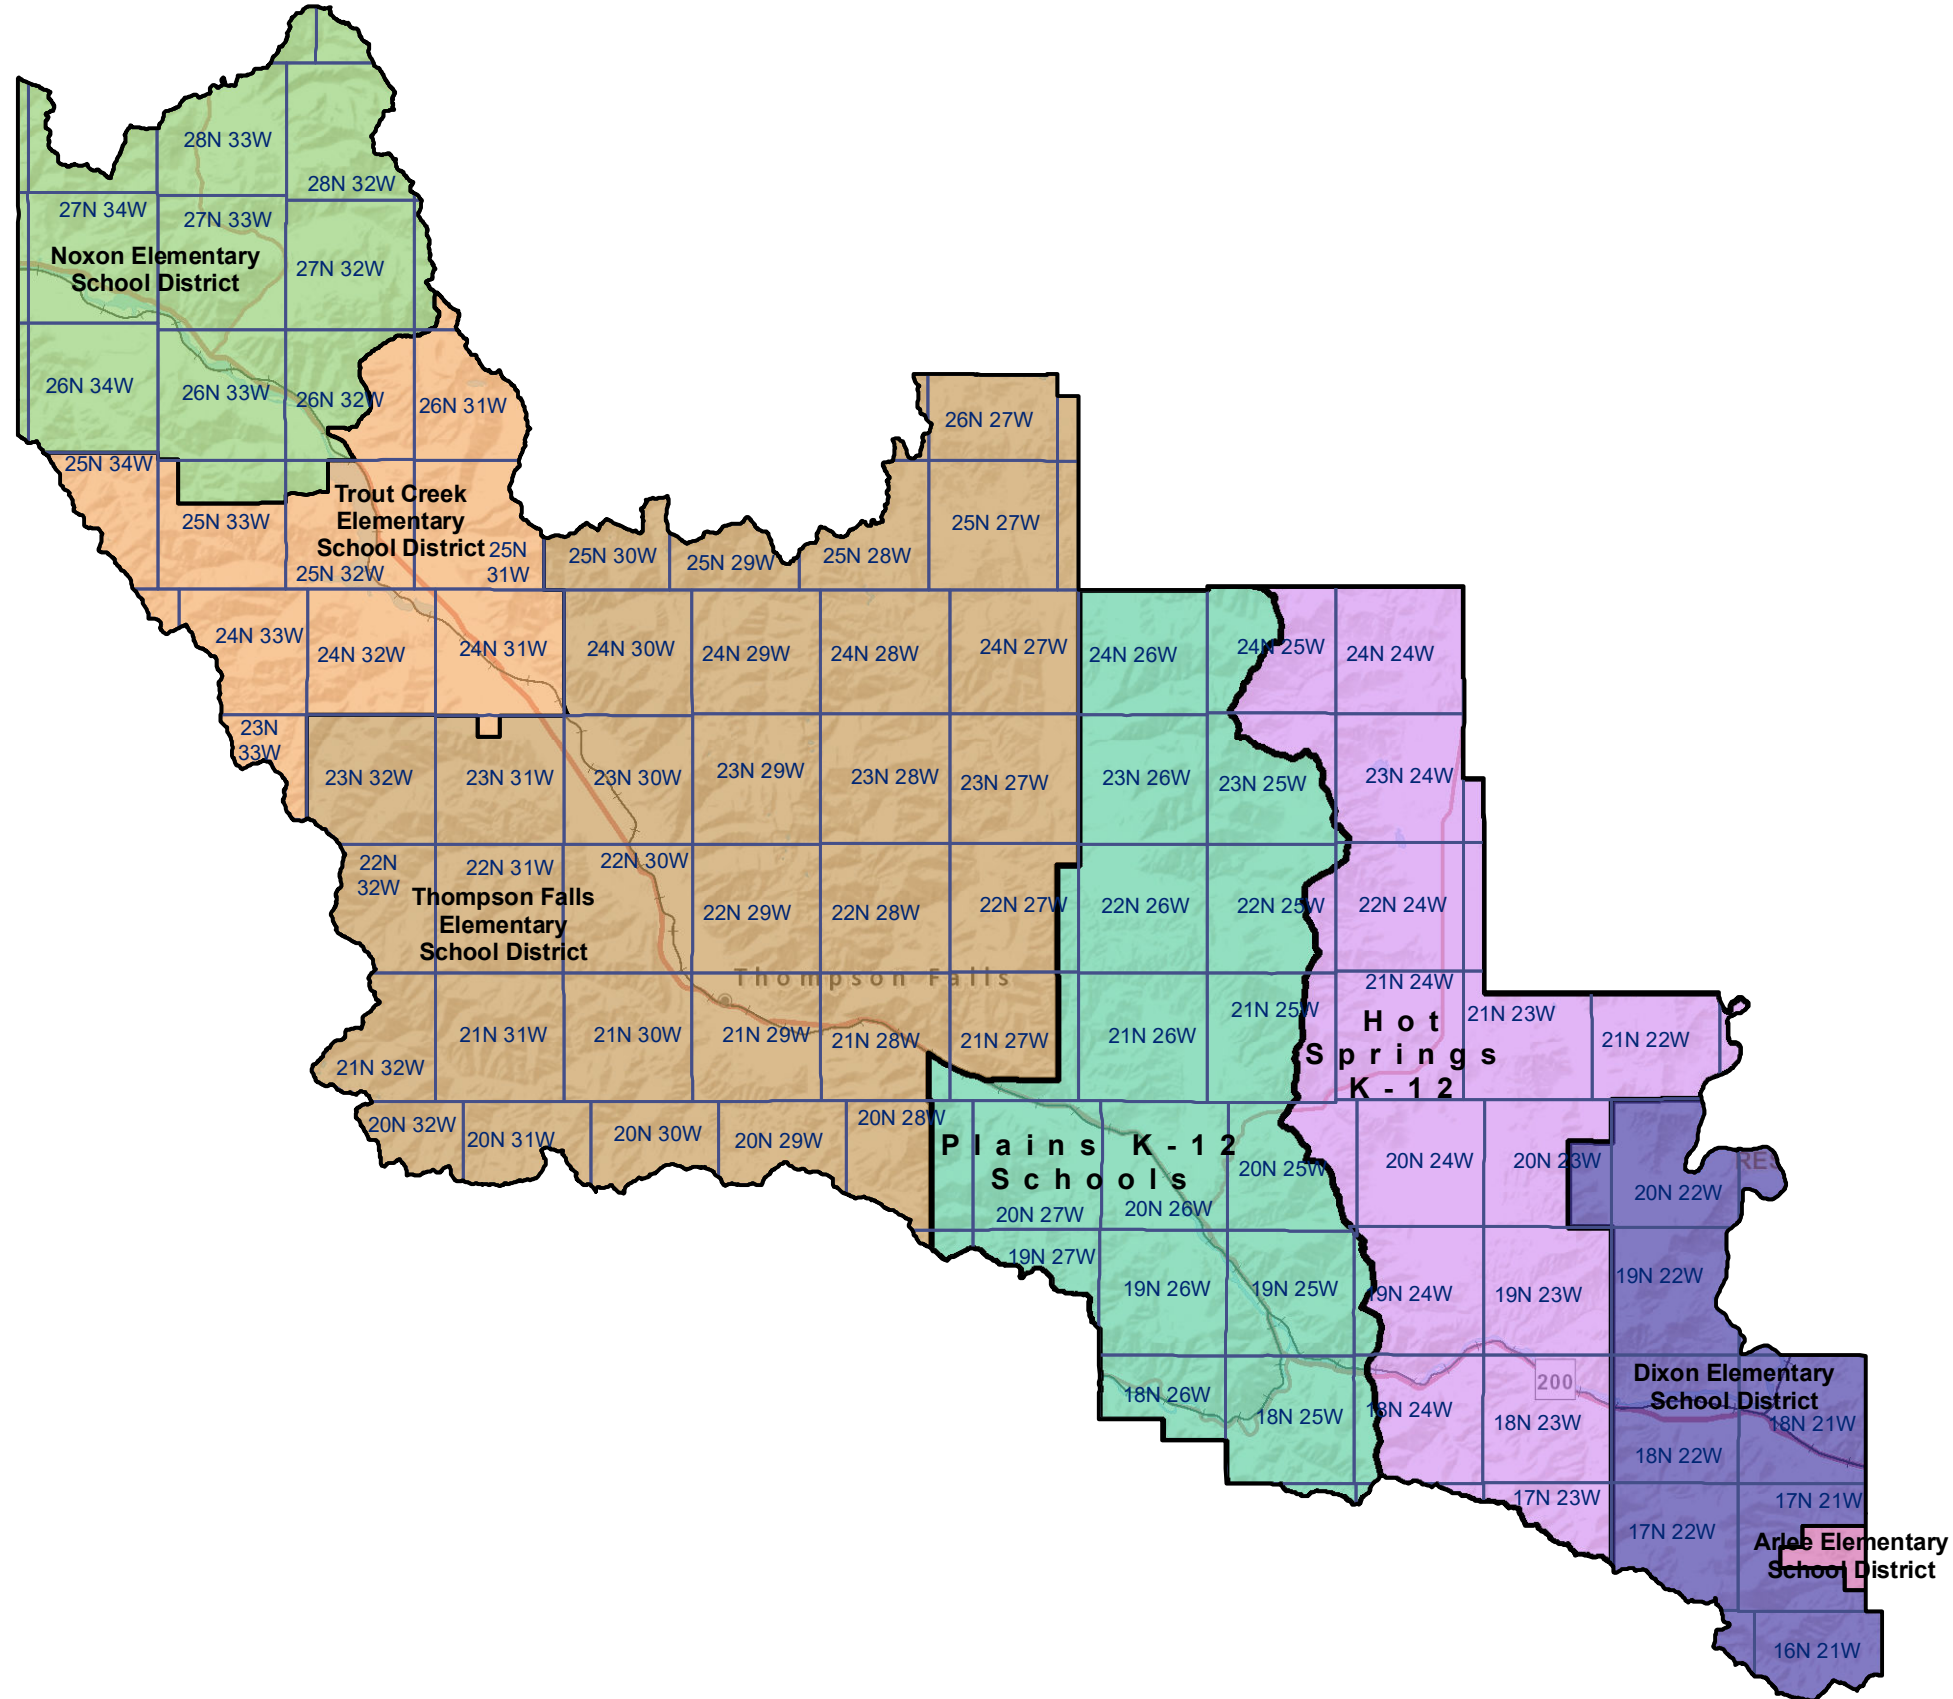 28N 33W
28N 32W
27N 34W
27N 33W
Noxon Elementary
School District
27N 32W
26N 34W
26N 33W
26N 32W
26N 31W
26N 27W
25N 34W
Trout Creek
Elementary
School District
25N 33W
25N 32W
25N
31W
25N 30W
25N 29W
25N 28W
25N 27W
24N 33W
24N 32W
24N 31W
24N 30W
24N 29W
24N 28W
24N 27W
24N 26W
24N 25W
24N 24W
23N
33W
23N 32W
23N 31W
23N 30W
23N 29W
23N 28W
23N 27W
23N 26W
23N 25W
23N 24W
22N
32W
22N 31W
22N 30W
Thompson Falls
Elementary
School District
22N 29W
22N 28W
22N 27W
22N 26W
22N 25W
22N 24W
Thompson Falls
21N 32W
21N 31W
21N 30W
21N 29W
21N 28W
21N 27W
21N 26W
21N 25W
21N 24W
Hot
Springs
K-12
21N 23W
21N 22W
20N 32W
20N 31W
20N 30W
20N 29W
20N 28W
Plains K-12
Schools
20N 27W
20N 26W
20N 25W
20N 24W
20N 23W
20N 22W
RES
19N 27W
19N 26W
19N 25W
19N 24W
19N 23W
19N 22W
18N 26W
18N 25W
18N 24W
200
18N 23W
Dixon Elementary
School District
18N 21W
18N 22W
17N 23W
17N 22W
17N 21W
Arlee Elementary
School District
16N 21W